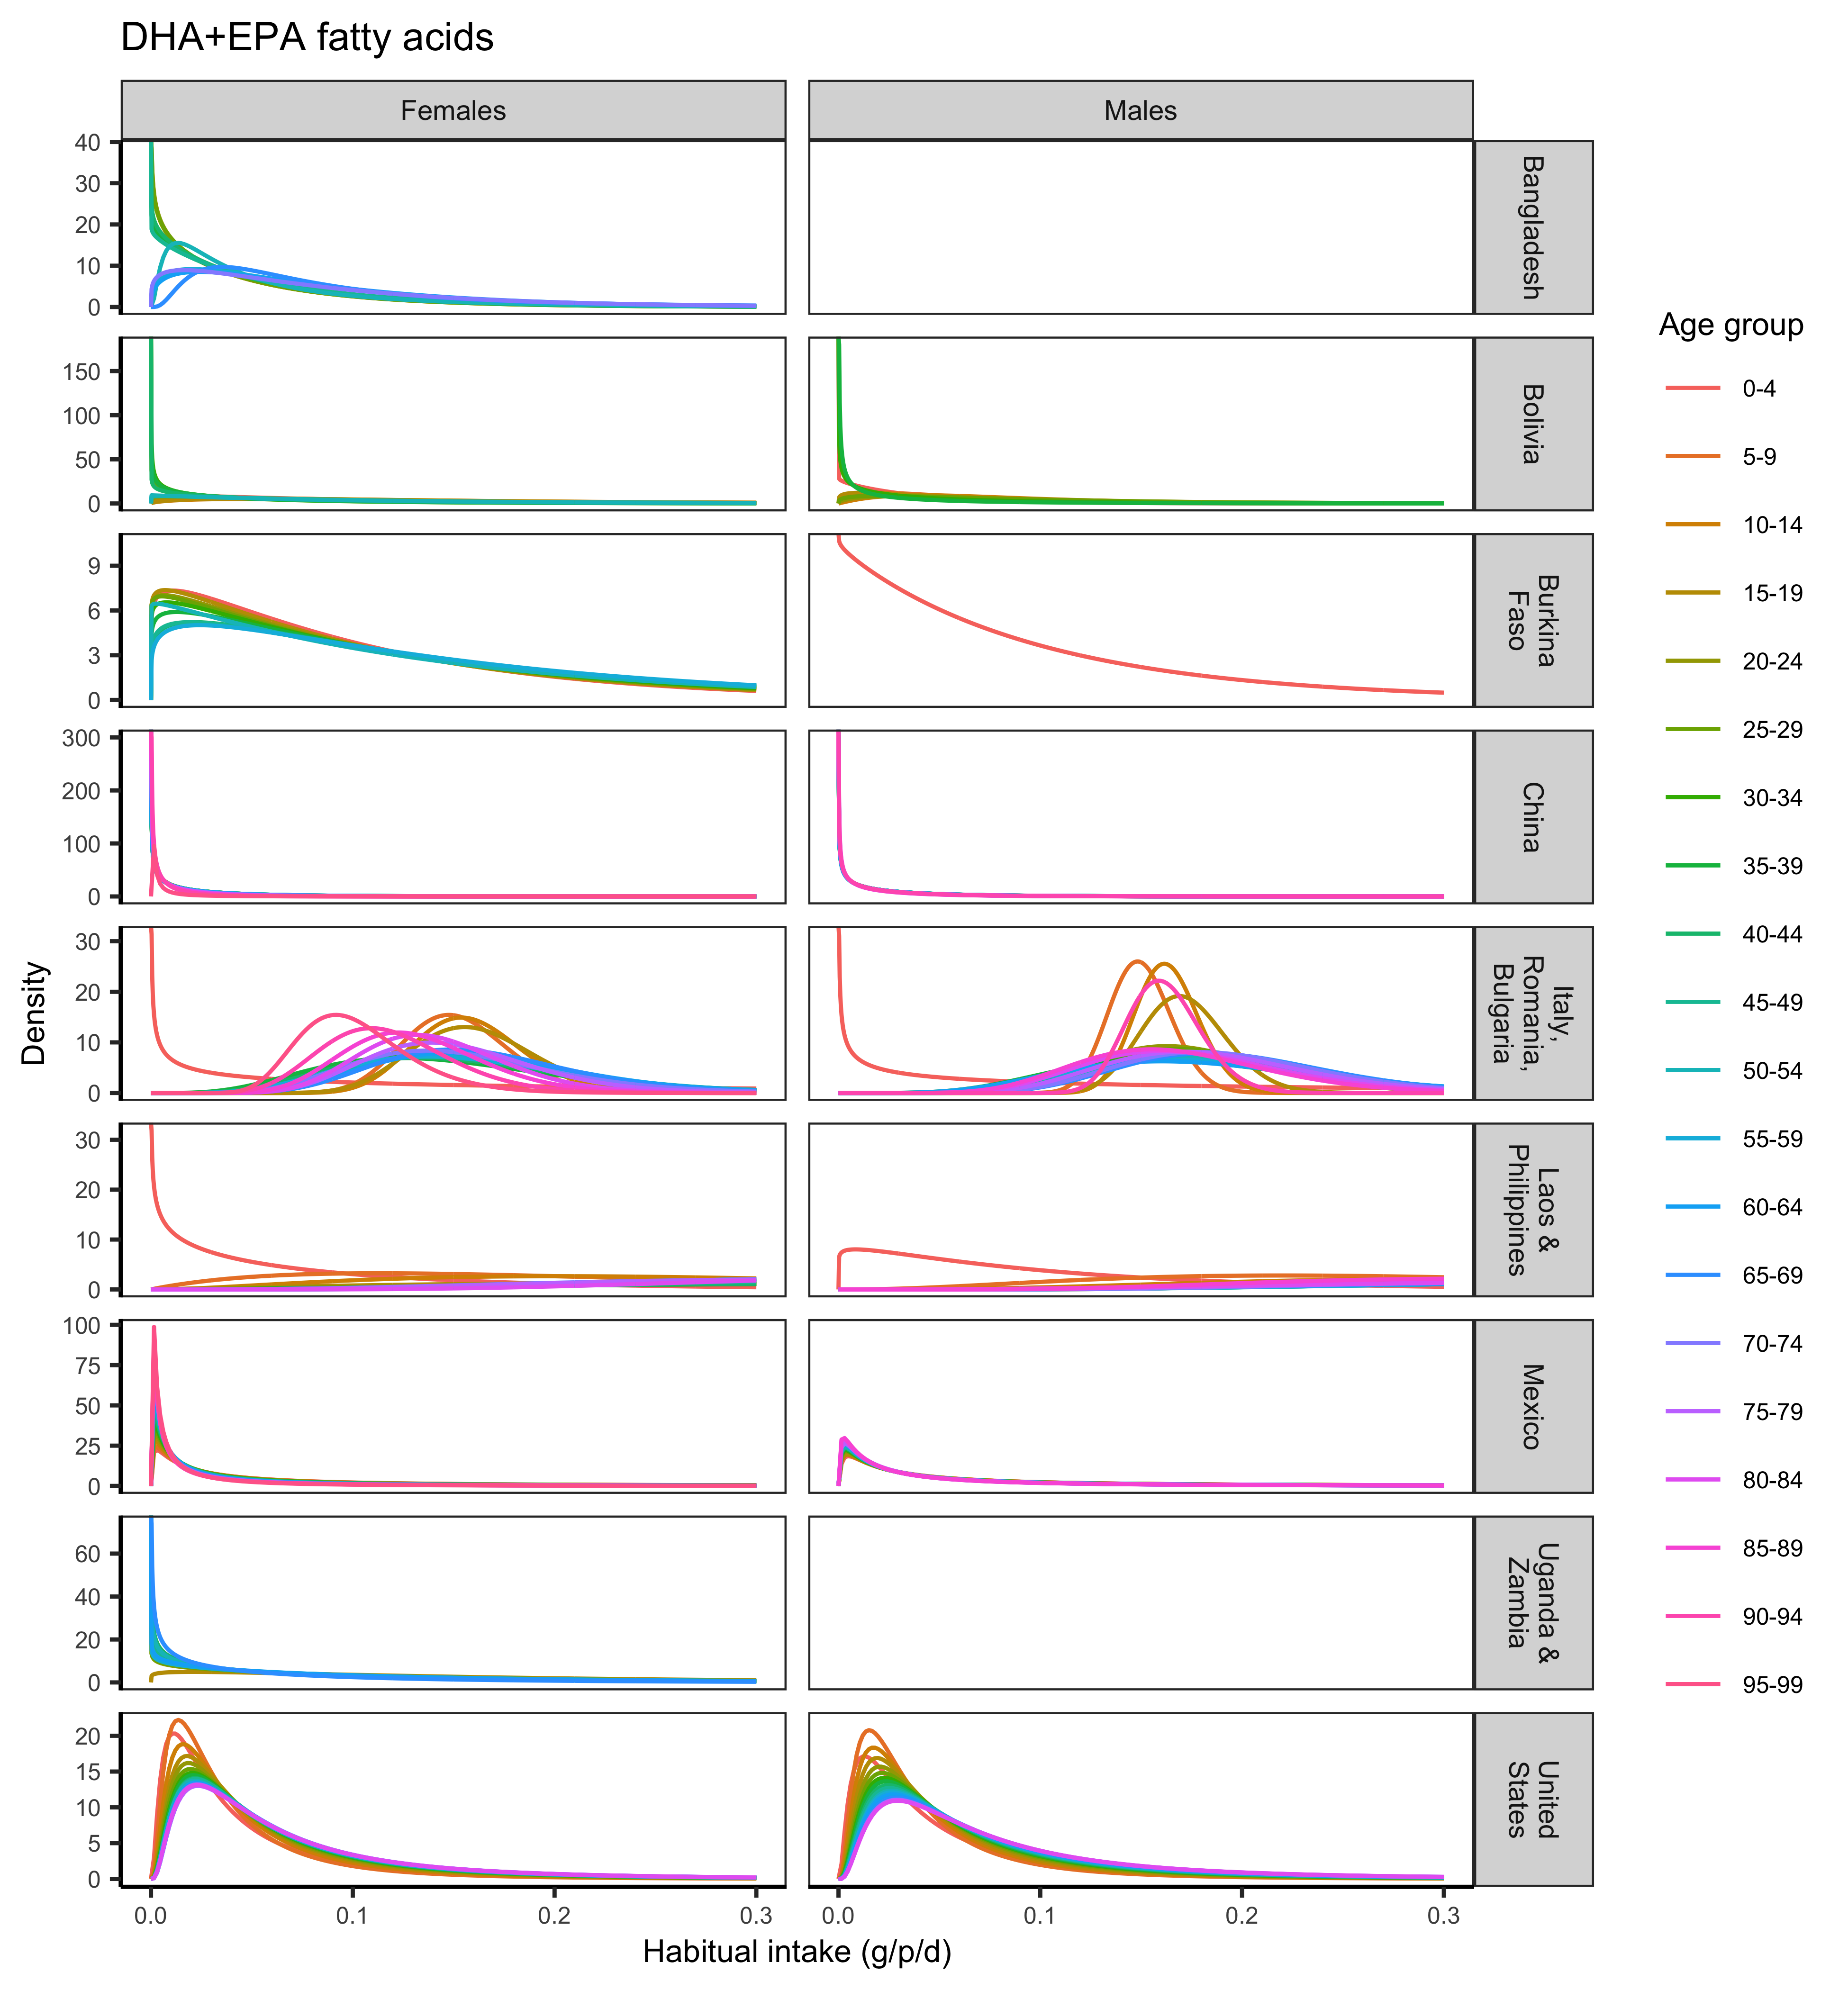 DHA+EPA fatty acids
Females
Males
40
30
20
10
0
Bangladesh
150
100
50
0
Bolivia
9
6
3
0
Burkina
Faso
300
200
100
0
China
30
20
10
0
Italy,
Romania,
Bulgaria
30
20
10
0
Laos &
Philippines
100
75
50
25
0
Mexico
60
40
20
0
Uganda &
Zambia
20
15
10
5
0
United
States
Density
0.0 0.1 0.2 0.3
0.0 0.1 0.2 0.3
Habitual intake (g/p/d)
Age group
0-4
5-9
10-14
15-19
20-24
25-29
30-34
35-39
40-44
45-49
50-54
55-59
60-64
65-69
70-74
75-79
80-84
85-89
90-94
95-99